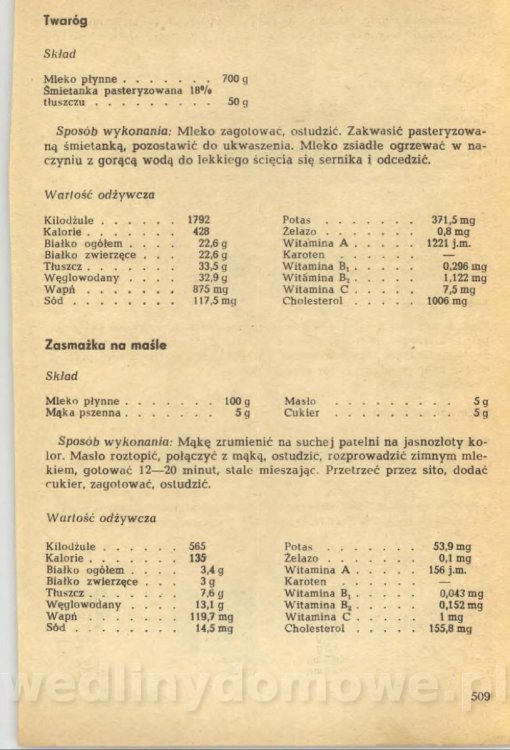 Twaróg
Skład
Mleko płynne . . . . . . . 700 g
Śmietanka pasteryzowana 18%
tłuszczu . . . . . . . . . 50 g
Sposób wykonania: Mleko zagotować, ostudzić. Zakwasić pasteryzowa-
ną śmietanką, pozostawić do ukwaszenia. Mleko zsiadłe ogrzewać w na-
czyniu z gorącą wodą do lekkiego ścięcia się sernika i odcedzić.
Wartość odżywcza
Kilodżule . . . . . . 1792
Kalorie . . . . . . . 428
Białko ogółem . . . . 22,6 g
Białko zwierzęce . . . 22,6 g
Tłuszcz . . . . . . . 33,5 g
Węglowodany . . . . 32,9 g
Wapń . . . . . . . 875 mg
Sód . . . . . . . . 117,5 mg
Potas . . . . . . . 371,5 mg
Żelazo . . . . . . . 0,8 mg
Witamina A . . . . . 1221 j.m.
Karoten . . . . . . —
Witamina B₁ . . . . . 0,296 mg
Witamina B₂ . . . . . 1,122 mg
Witamina C . . . . . 7,5 mg
Cholesterol . . . . . 1006 mg
Zasmażka na maśle
Skład
Mleko płynne . . . . . . . 100 g
Mąka pszenna . . . . . . . 5 g
Masło . . . . . . . . . 5 g
Cukier . . . . . . . . . 5 g
Sposób wykonania: Mąkę zrumienić na suchej patelni na jasnozłoty ko-
lor. Masło roztopić, połączyć z mąką, ostudzić, rozprowadzić zimnym mle-
kiem, gotować 12—20 minut, stale mieszając. Przetrzeć przez sito, dodać
cukier, zagotować, ostudzić.
Wartość odżywcza
Kilodżule . . . . . . 565
Kalorie . . . . . . . 135
Białko ogółem . . . . 3,4 g
Białko zwierzęce . . . 3 g
Tłuszcz . . . . . . . 7,6 g
Węglowodany . . . . 13,1 g
Wapń . . . . . . . 119,7 mg
Sód . . . . . . . . 14,5 mg
Potas . . . . . . . 53,9 mg
Żelazo . . . . . . . 0,1 mg
Witamina A . . . . . 156 j.m.
Karoten . . . . . . —
Witamina B₁ . . . . . 0,043 mg
Witamina B₂ . . . . . 0,152 mg
Witamina C . . . . . 1 mg
Cholesterol . . . . . 155,8 mg
wedlinydomowe.pl
509